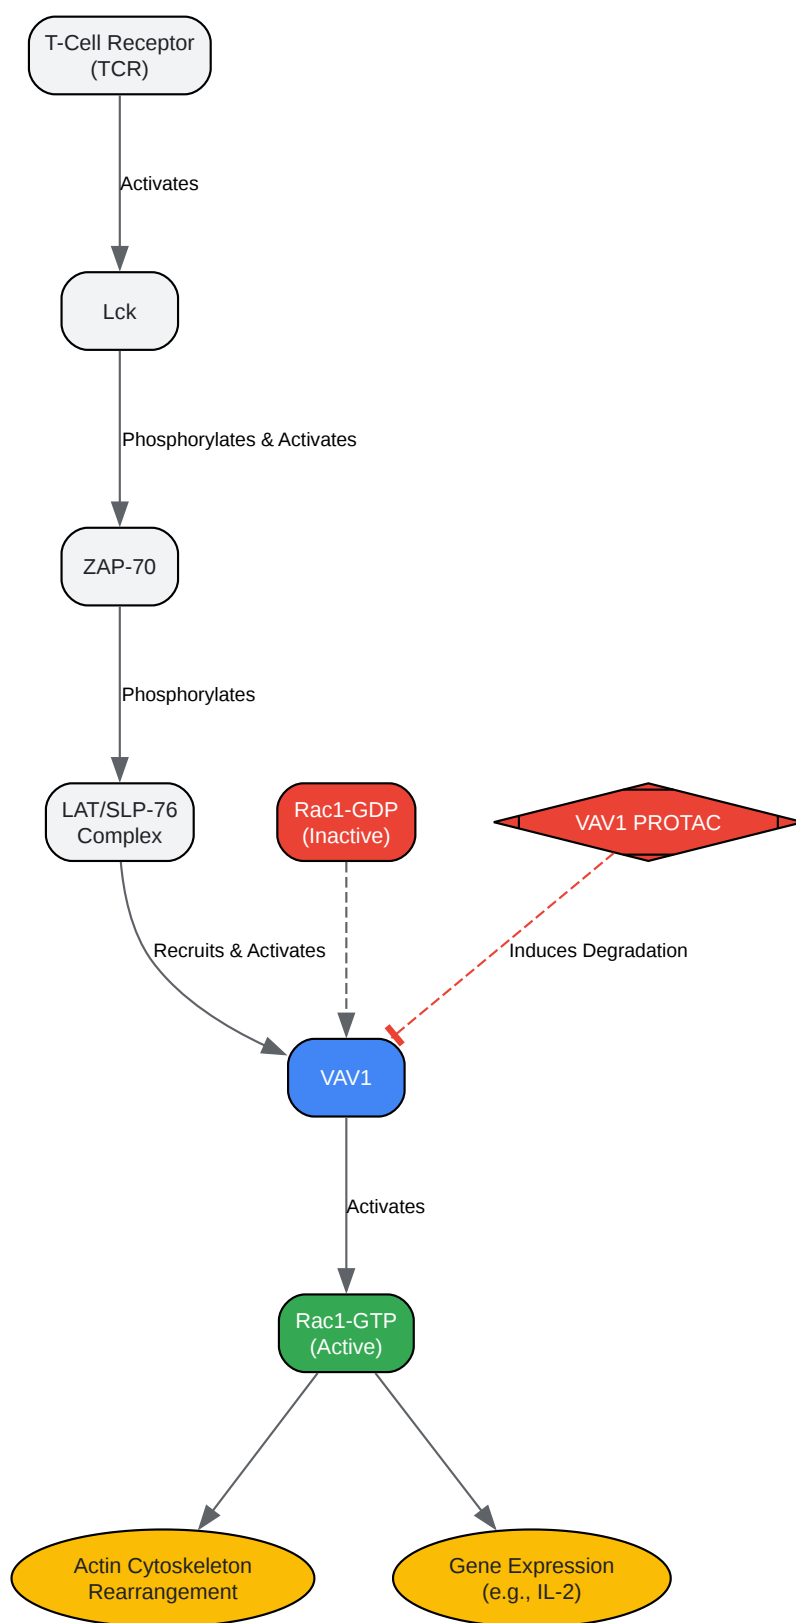 T-Cell Receptor
(TCR)
Activates
Lck
Phosphorylates & Activates
ZAP-70
Phosphorylates
LAT/SLP-76
Complex
Rac1-GDP
(Inactive)
VAV1 PROTAC
Recruits & Activates
Induces Degradation
VAV1
Activates
Rac1-GTP
(Active)
Actin Cytoskeleton
Rearrangement
Gene Expression
(e.g., IL-2)